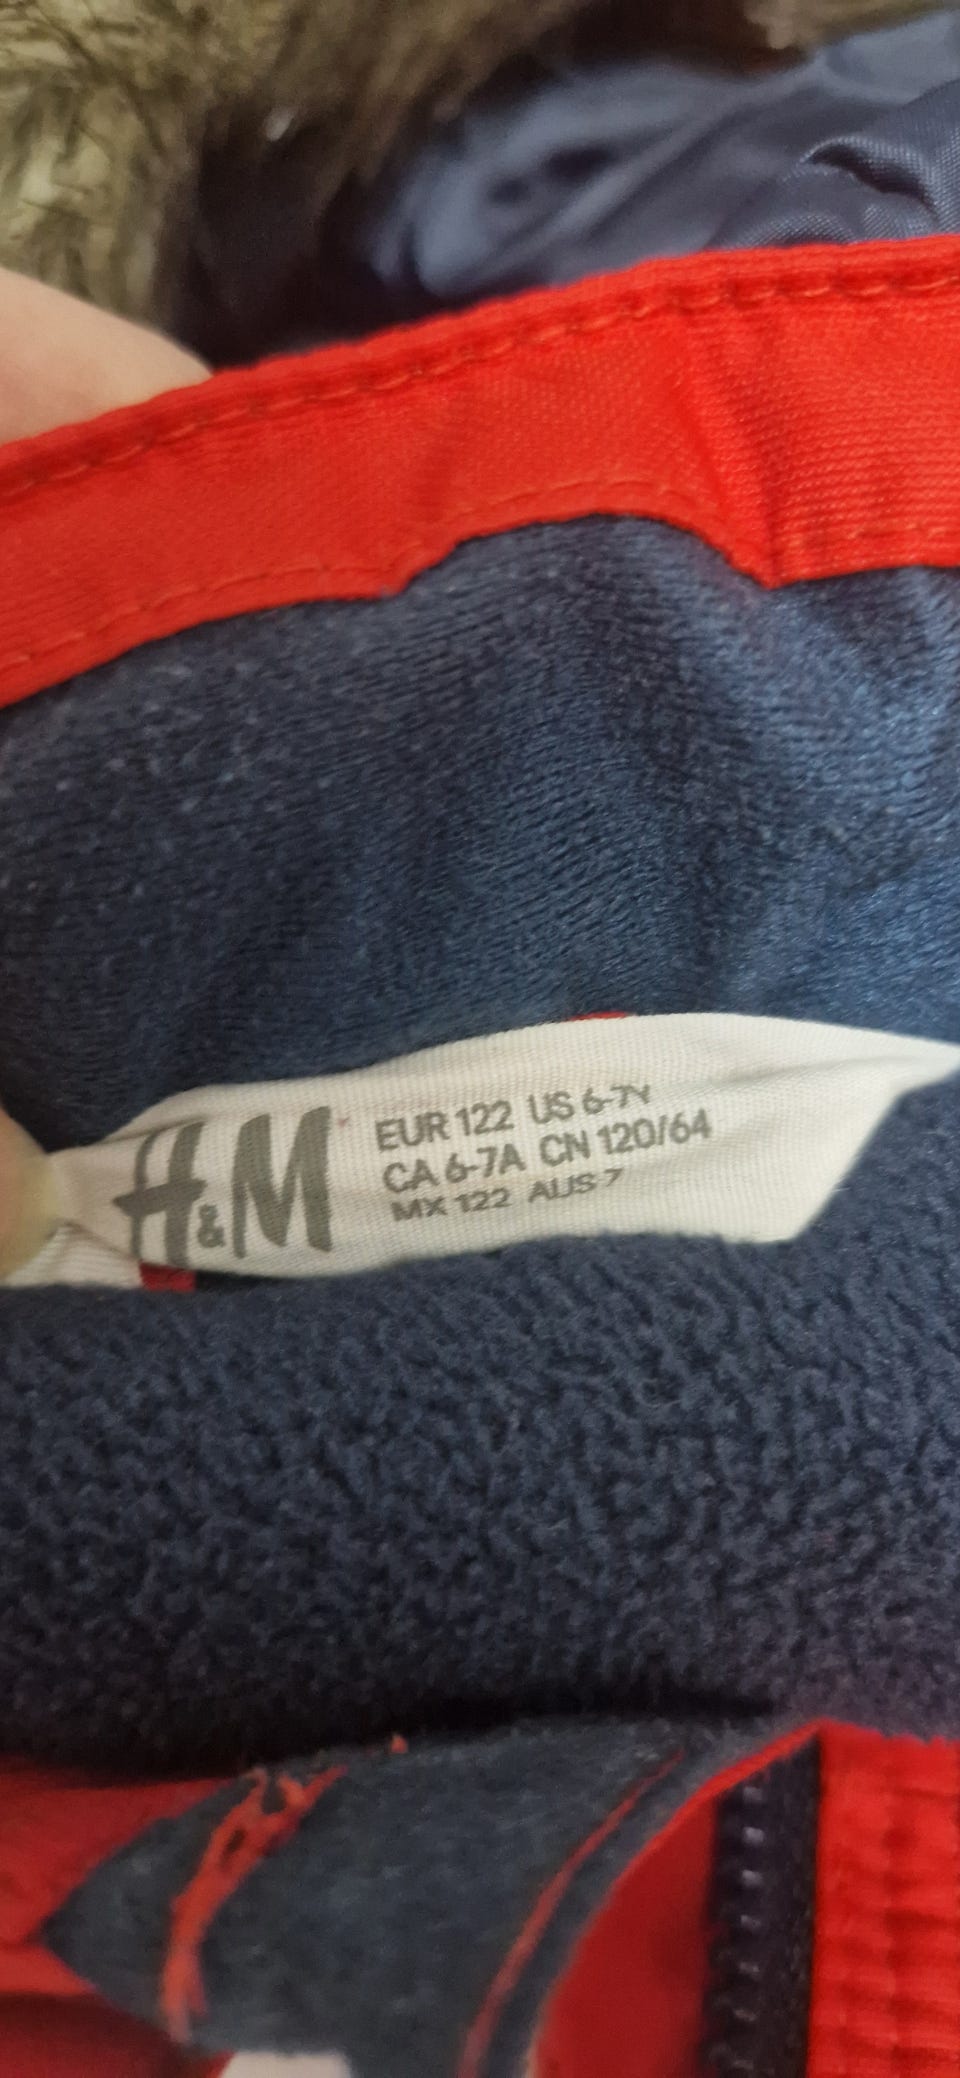 H&M
EUR 122 US 6-7Y
CA 6-7A CN 120/64
MX 122 AUS 7